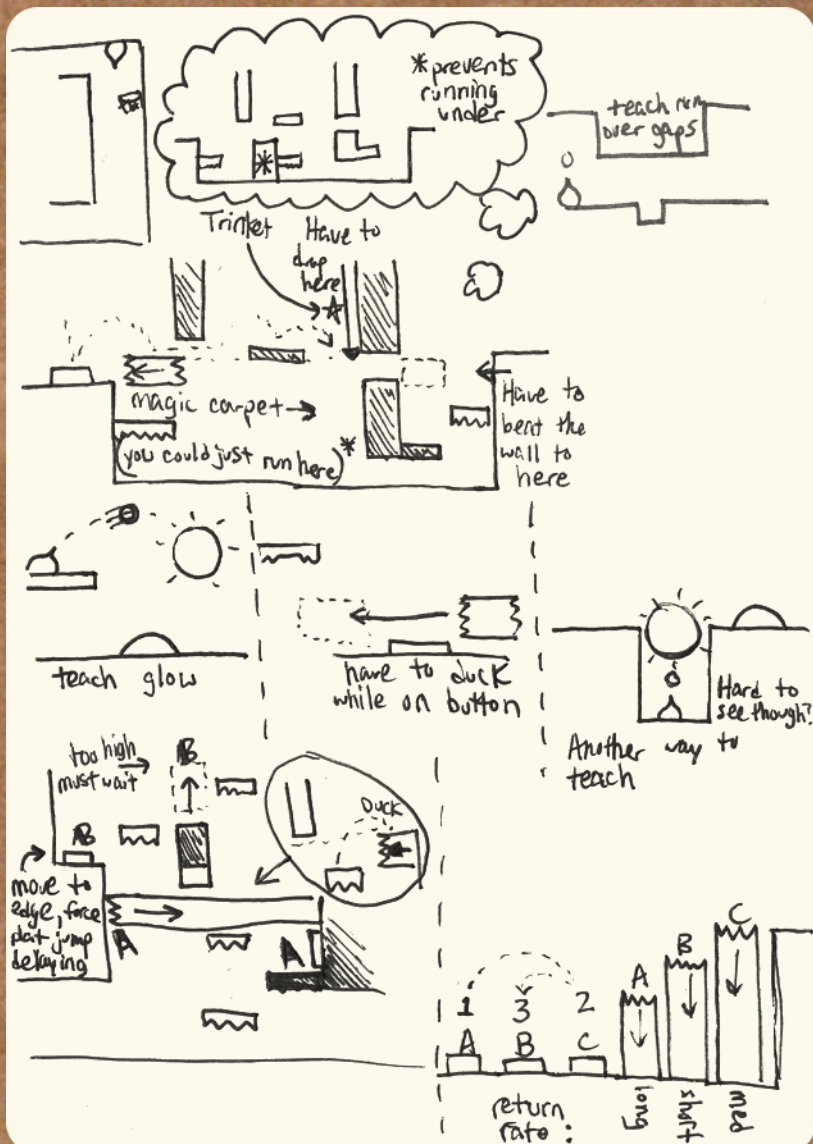 *prevents
running
under
teach run
over gaps
Trinket
Have to
drop
here
magic carpet
(you could just run here)*
Have to
beat the
wall to
here
teach glow
have to duck
while on button
Hard to
see though?
Another way to
teach
too high
must wait
B
AB
Duck
move to
edge, force
plat jump
delaying
A
A
1 3 2
A B C
A
B
C
return
rate:
long
short
med